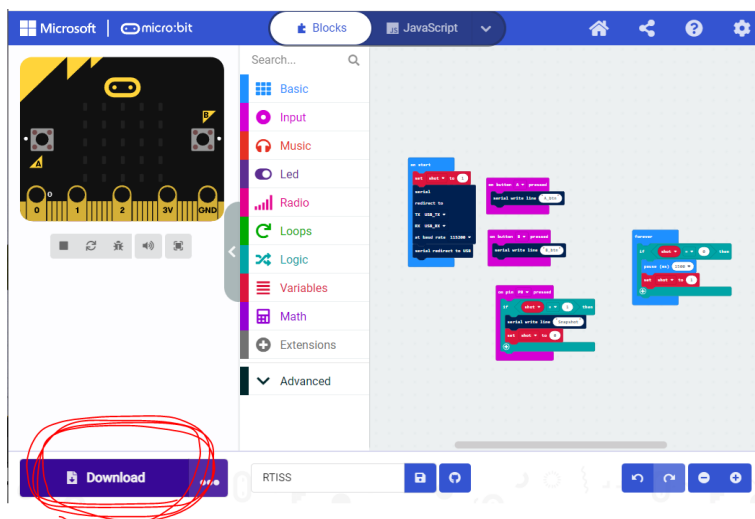 Microsoft micro:bit Blocks JavaScript
Search...
Basic
Input
Music
Led
Radio
Loops
Logic
Variables
Math
Extensions
Advanced
A
B
0 1 2 3V GND
on start
set shot to 1
serial
redirect to
TX USB_TX
RX USB_RX
at baud rate 115200
serial redirect to USB
on button A pressed
serial write line
on button B pressed
serial write line
on pin P0 pressed
if shot = 1 then
serial write line Snapshot
set shot to 0
forever
if shot = 0 then
pause (ms)
set shot to 1
Download
RTISS